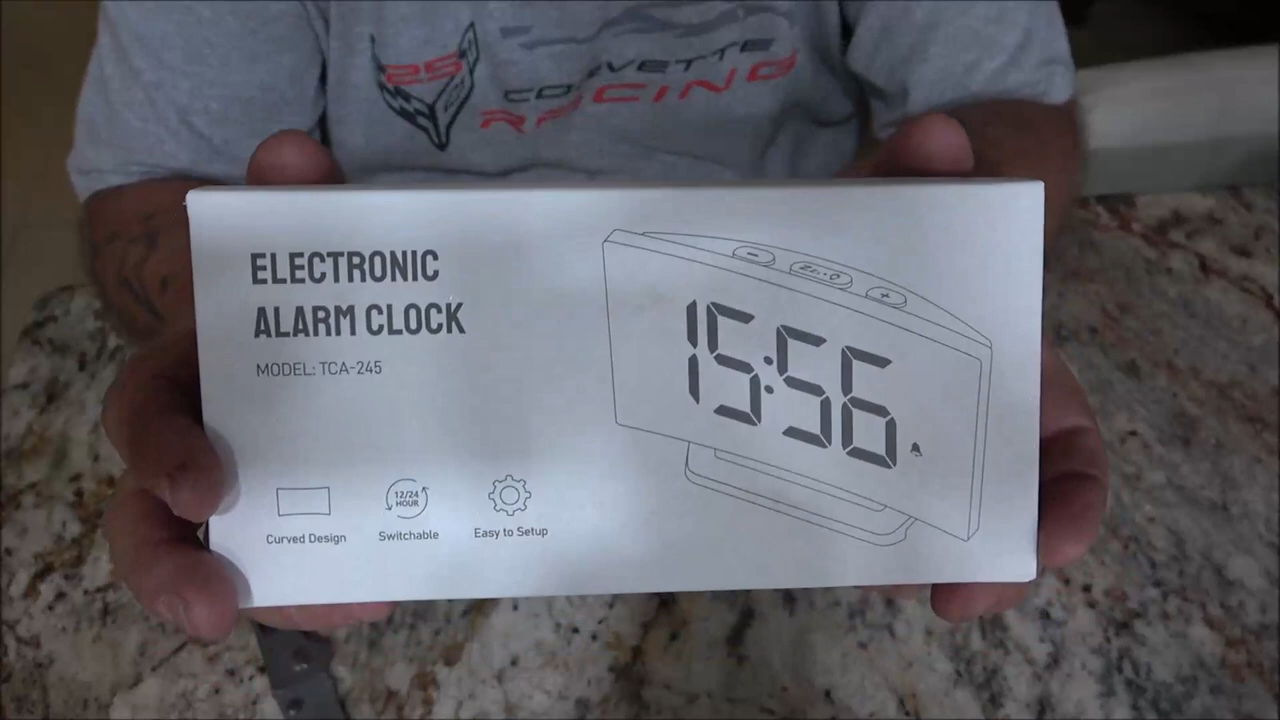 25
CORVETTE
RACING
ELECTRONIC
ALARM CLOCK
MODEL: TCA-245
15:56
12/24
HOUR
Curved Design
Switchable
Easy to Setup